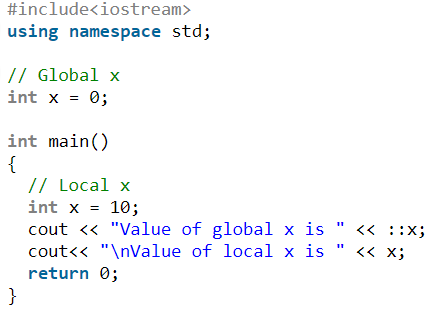 #include<iostream>
using namespace std;
// Global x
int x = 0;
int main()
{
// Local x
int x = 10;
cout << "Value of global x is " << ::x;
cout<< "\nValue of local x is " << x;
return 0;
}